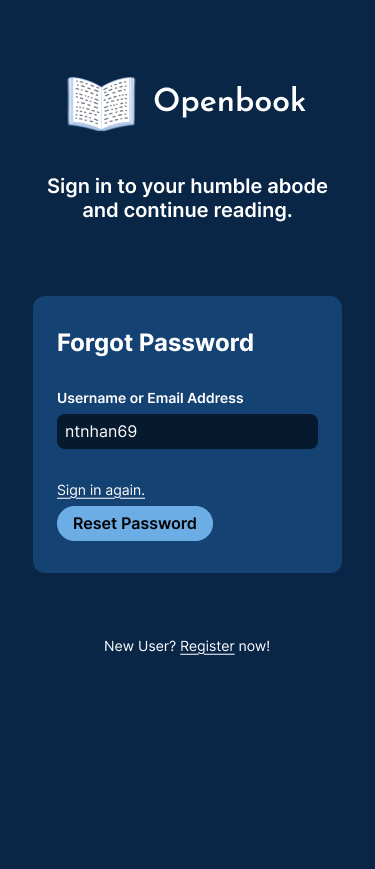 Openbook
Sign in to your humble abode
and continue reading.
Forgot Password
Username or Email Address
ntnhan69
Sign in again.
Reset Password
New User? Register now!